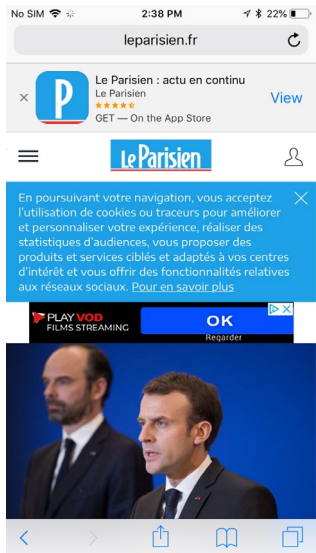 No SIM 2:38 PM 22%
leparisien.fr
Le Parisien : actu en continu
Le Parisien
GET — On the App Store
View
Le Parisien
En poursuivant votre navigation, vous acceptez
l'utilisation de cookies ou traceurs pour améliorer
et personnaliser votre expérience, réaliser des
statistiques d'audiences, vous proposer des
produits et services ciblés et adaptés à vos centres
d'intérêt et vous offrir des fonctionnalités relatives
aux réseaux sociaux. Pour en savoir plus
PLAY VOD
FILMS STREAMING
OK
Regarder